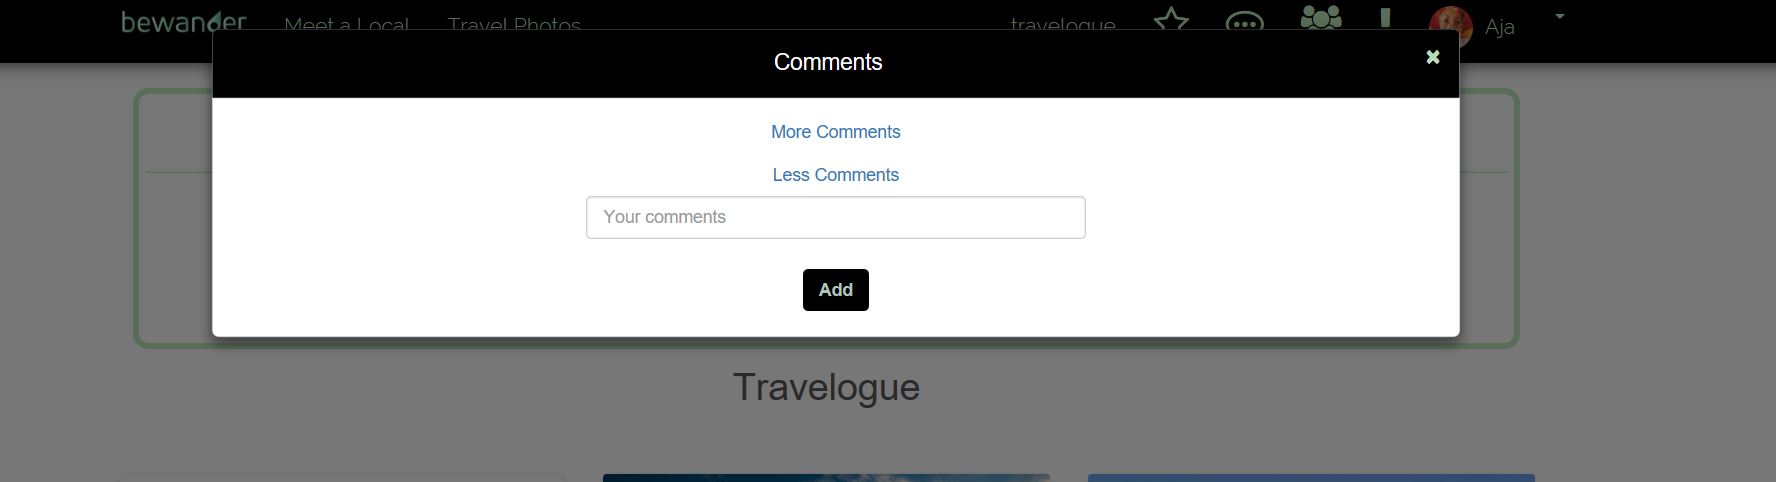 bewander Meet a Local Travel Photos travelogue Aja
Comments
More Comments
Less Comments
Your comments
Add
Travelogue